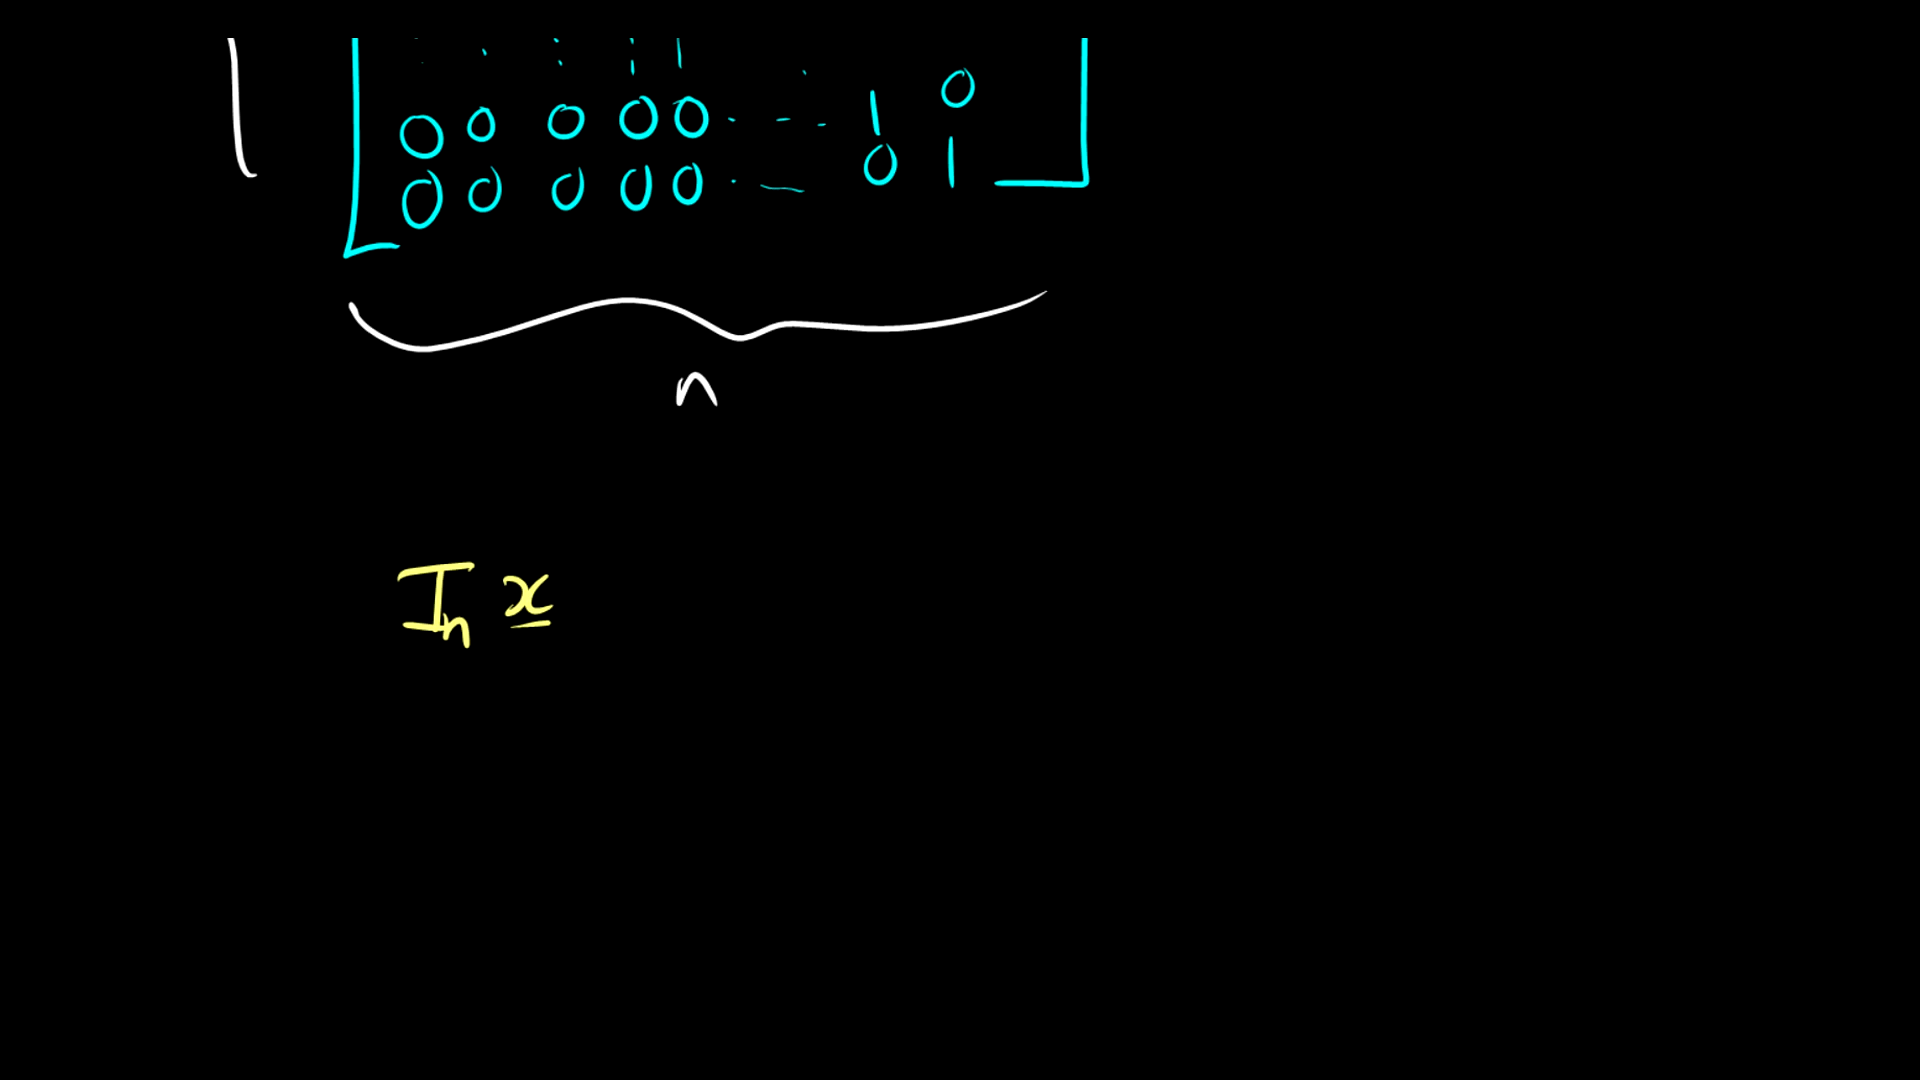 0 0 0 0 0 . - - 1 0
0 0 0 0 0 . — 0 1
n
Iₙ x